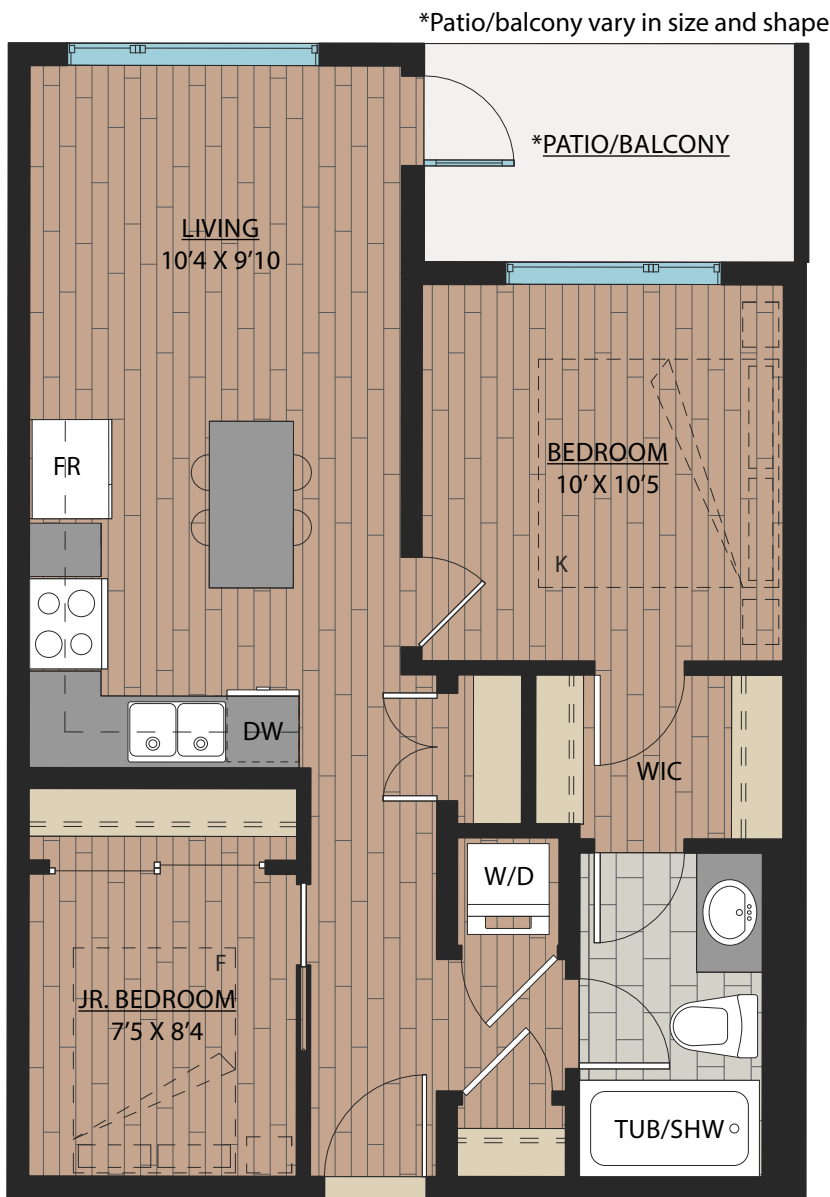 *Patio/balcony vary in size and shape
*PATIO/BALCONY
LIVING
10’4 X 9’10
FR
BEDROOM
10’ X 10’5
K
DW
WIC
W/D
F
JR. BEDROOM
7’5 X 8’4
TUB/SHW